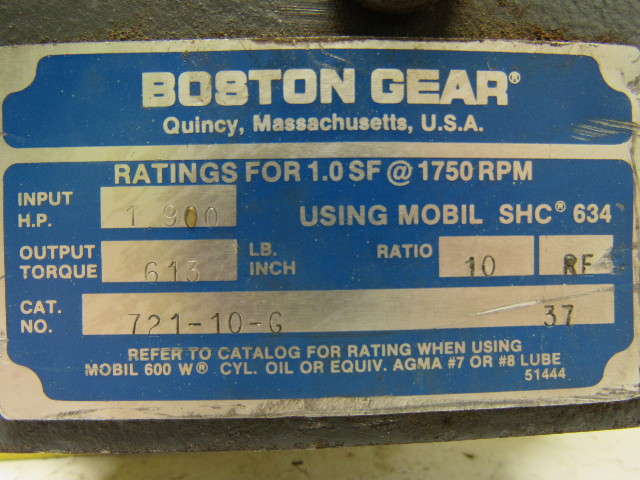 BOSTON GEAR®
Quincy, Massachusetts, U.S.A.
RATINGS FOR 1.0 SF @ 1750 RPM
INPUT H.P. 1.900 USING MOBIL SHC® 634
OUTPUT TORQUE 613 LB. INCH RATIO 10 RF
CAT. NO. 721-10-G 37
REFER TO CATALOG FOR RATING WHEN USING
MOBIL 600 W® CYL. OIL OR EQUIV. AGMA #7 OR #8 LUBE
51444